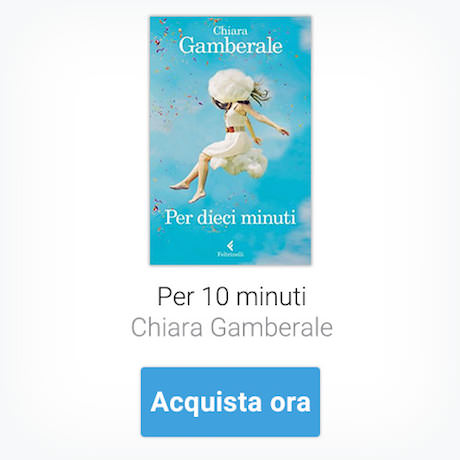 Chiara
Gamberale
Per dieci minuti
Feltrinelli
Per 10 minuti
Chiara Gamberale
Acquista ora